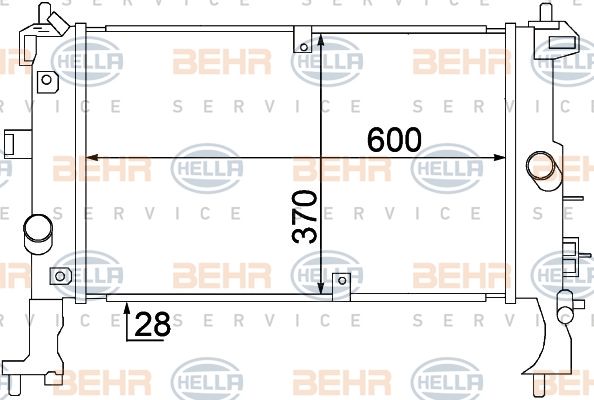 BEHR HELLA BEHR HELLA BEHR HELLA
SERVICE SERVICE SERVICE
600
BEHR HELLA BEHR HELLA BEHR HELLA
SERVICE SERVICE SERVICE
370
HELLA BEHR HELLA BEHR HELLA
SERVICE SERVICE SERVICE
28
BEHR HELLA BEHR HELLA BEHR